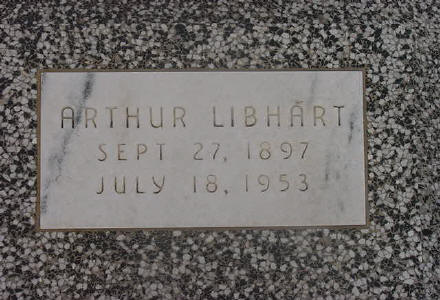 ARTHUR LIBHART
SEPT 27, 1897
JULY 18, 1953